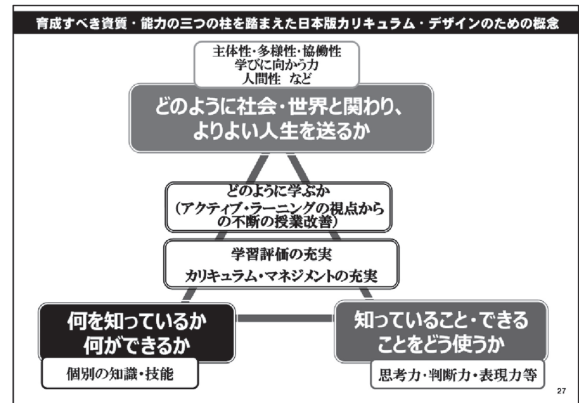 育成すべき資質・能力の三つの柱を踏まえた日本版カリキュラム・デザインのための概念
主体性・多様性・協働性
学びに向かう力
人間性 など
どのように社会・世界と関わり、
よりよい人生を送るか
どのように学ぶか
(アクティブ・ラーニングの視点から
の不断の授業改善)
学習評価の充実
カリキュラム・マネジメントの充実
何を知っているか
何ができるか
個別の知識・技能
知っていること・できる
ことをどう使うか
思考力・判断力・表現力等
27